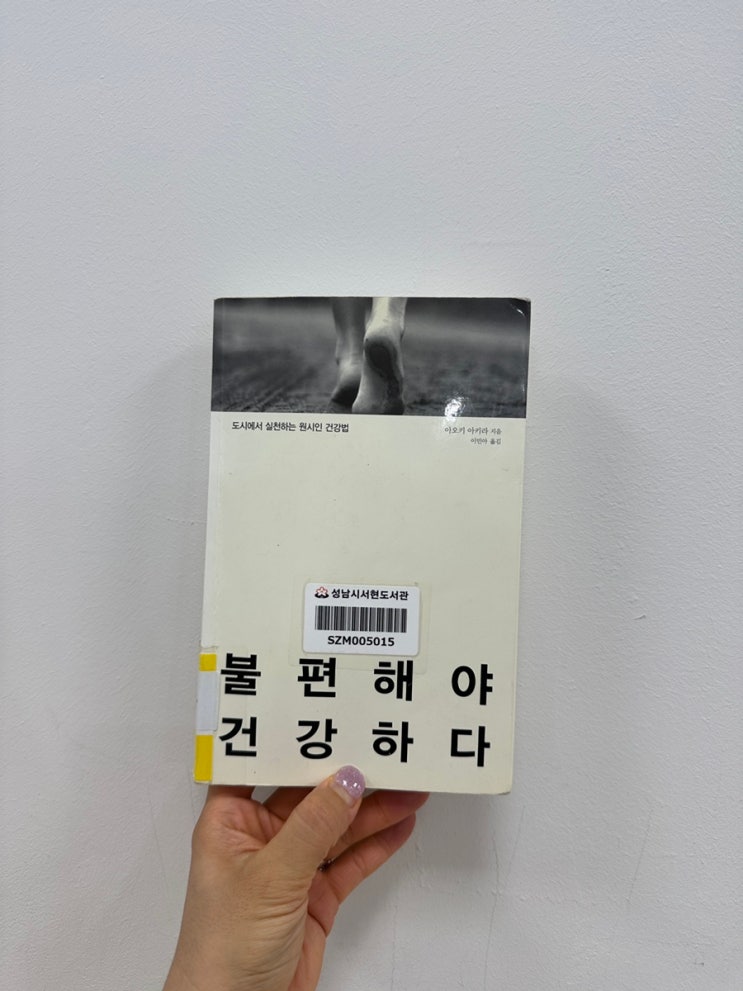 도시에서 실천하는 원시인 건강법
아오키 아키라 지음
이민아 옮김
성남시서현도서관
SZM005015
불편해야
건강하다